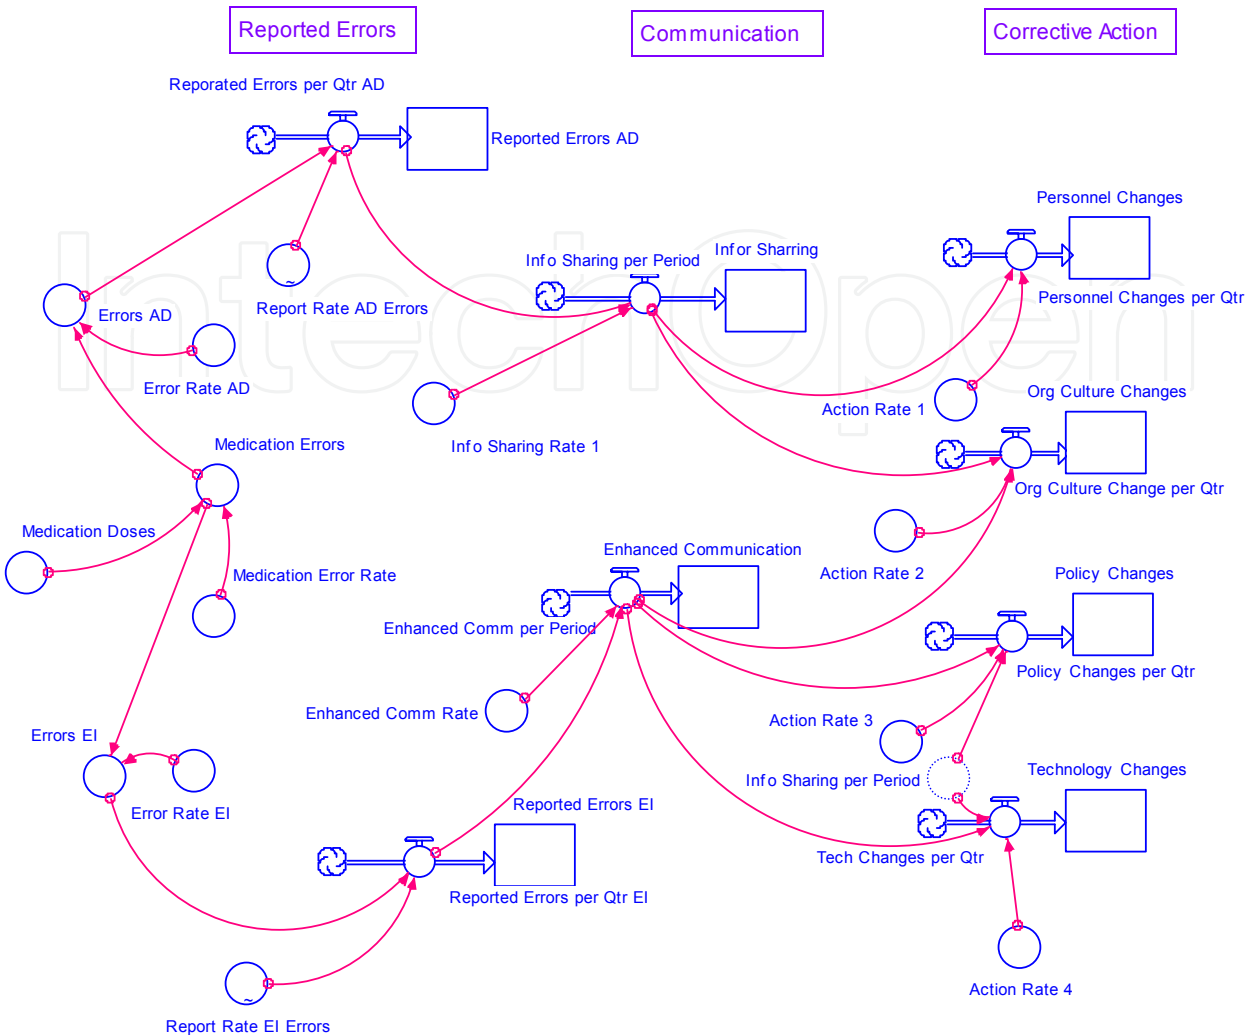 Reported Errors
Communication
Corrective Action
Reporated Errors per Qtr AD
Reported Errors AD
Personnel Changes
Infor Sharring
Info Sharing per Period
Personnel Changes per Qtr
Report Rate AD Errors
Errors AD
IntechOpen
Error Rate AD
Action Rate 1
Org Culture Changes
Info Sharing Rate 1
Medication Errors
Org Culture Change per Qtr
Medication Doses
Enhanced Communication
Medication Error Rate
Action Rate 2
Policy Changes
Enhanced Comm per Period
Policy Changes per Qtr
Enhanced Comm Rate
Action Rate 3
Errors EI
Info Sharing per Period
Technology Changes
Error Rate EI
Reported Errors EI
Tech Changes per Qtr
Reported Errors per Qtr EI
Action Rate 4
Report Rate EI Errors
~
~